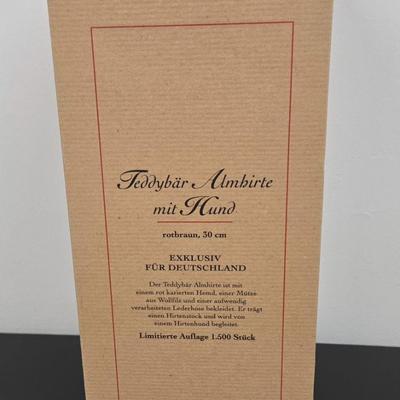 Teddybär Almhirte
mit Hund
rotbraun, 30 cm
EXKLUSIV
FÜR DEUTSCHLAND
Der Teddybär Almhirte ist mit
einem rot karierten Hemd, einer Mütze
aus Wollfilz und einer aufwendig
verarbeiteten Lederhose bekleidet. Er trägt
einen Hirtenstock und wird von
einem Hirtenhund begleitet.
Limitierte Auflage 1.500 Stück